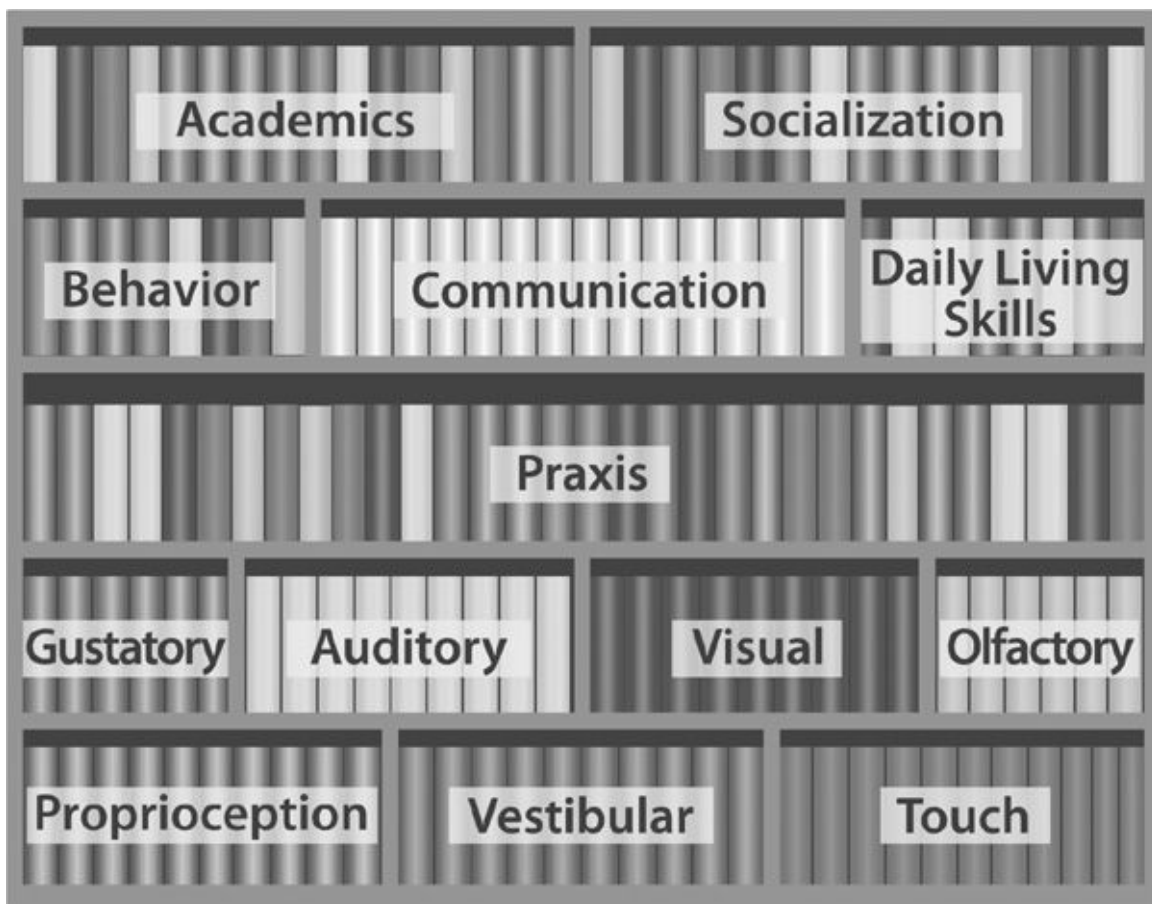 Academics
Socialization
Behavior
Communication
Daily Living
Skills
Praxis
Gustatory
Auditory
Visual
Olfactory
Proprioception
Vestibular
Touch